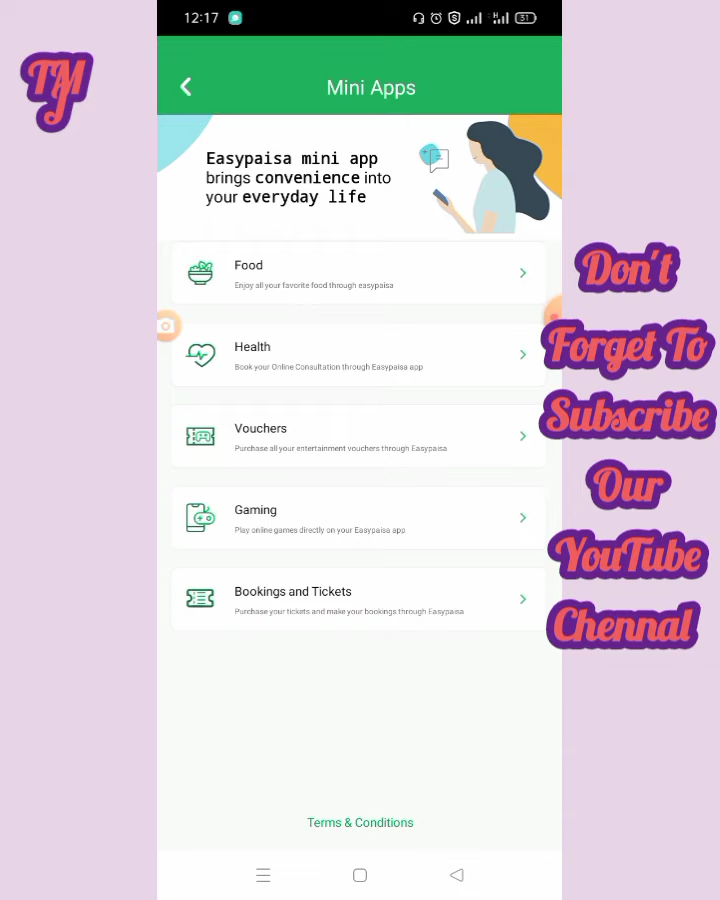 12:17
31
Mini Apps
Easypaisa mini app
brings convenience into
your everyday life
Food
Enjoy all your favorite food through easypaisa
Health
Book your Online Consultation through Easypaisa app
Vouchers
Purchase all your entertainment vouchers through Easypaisa
Gaming
Play online games directly on your Easypaisa app
Bookings and Tickets
Purchase your tickets and make your bookings through Easypaisa
Terms & Conditions
TMJ
Don't
Forget To
Subscribe
Our
YouTube
Chennal